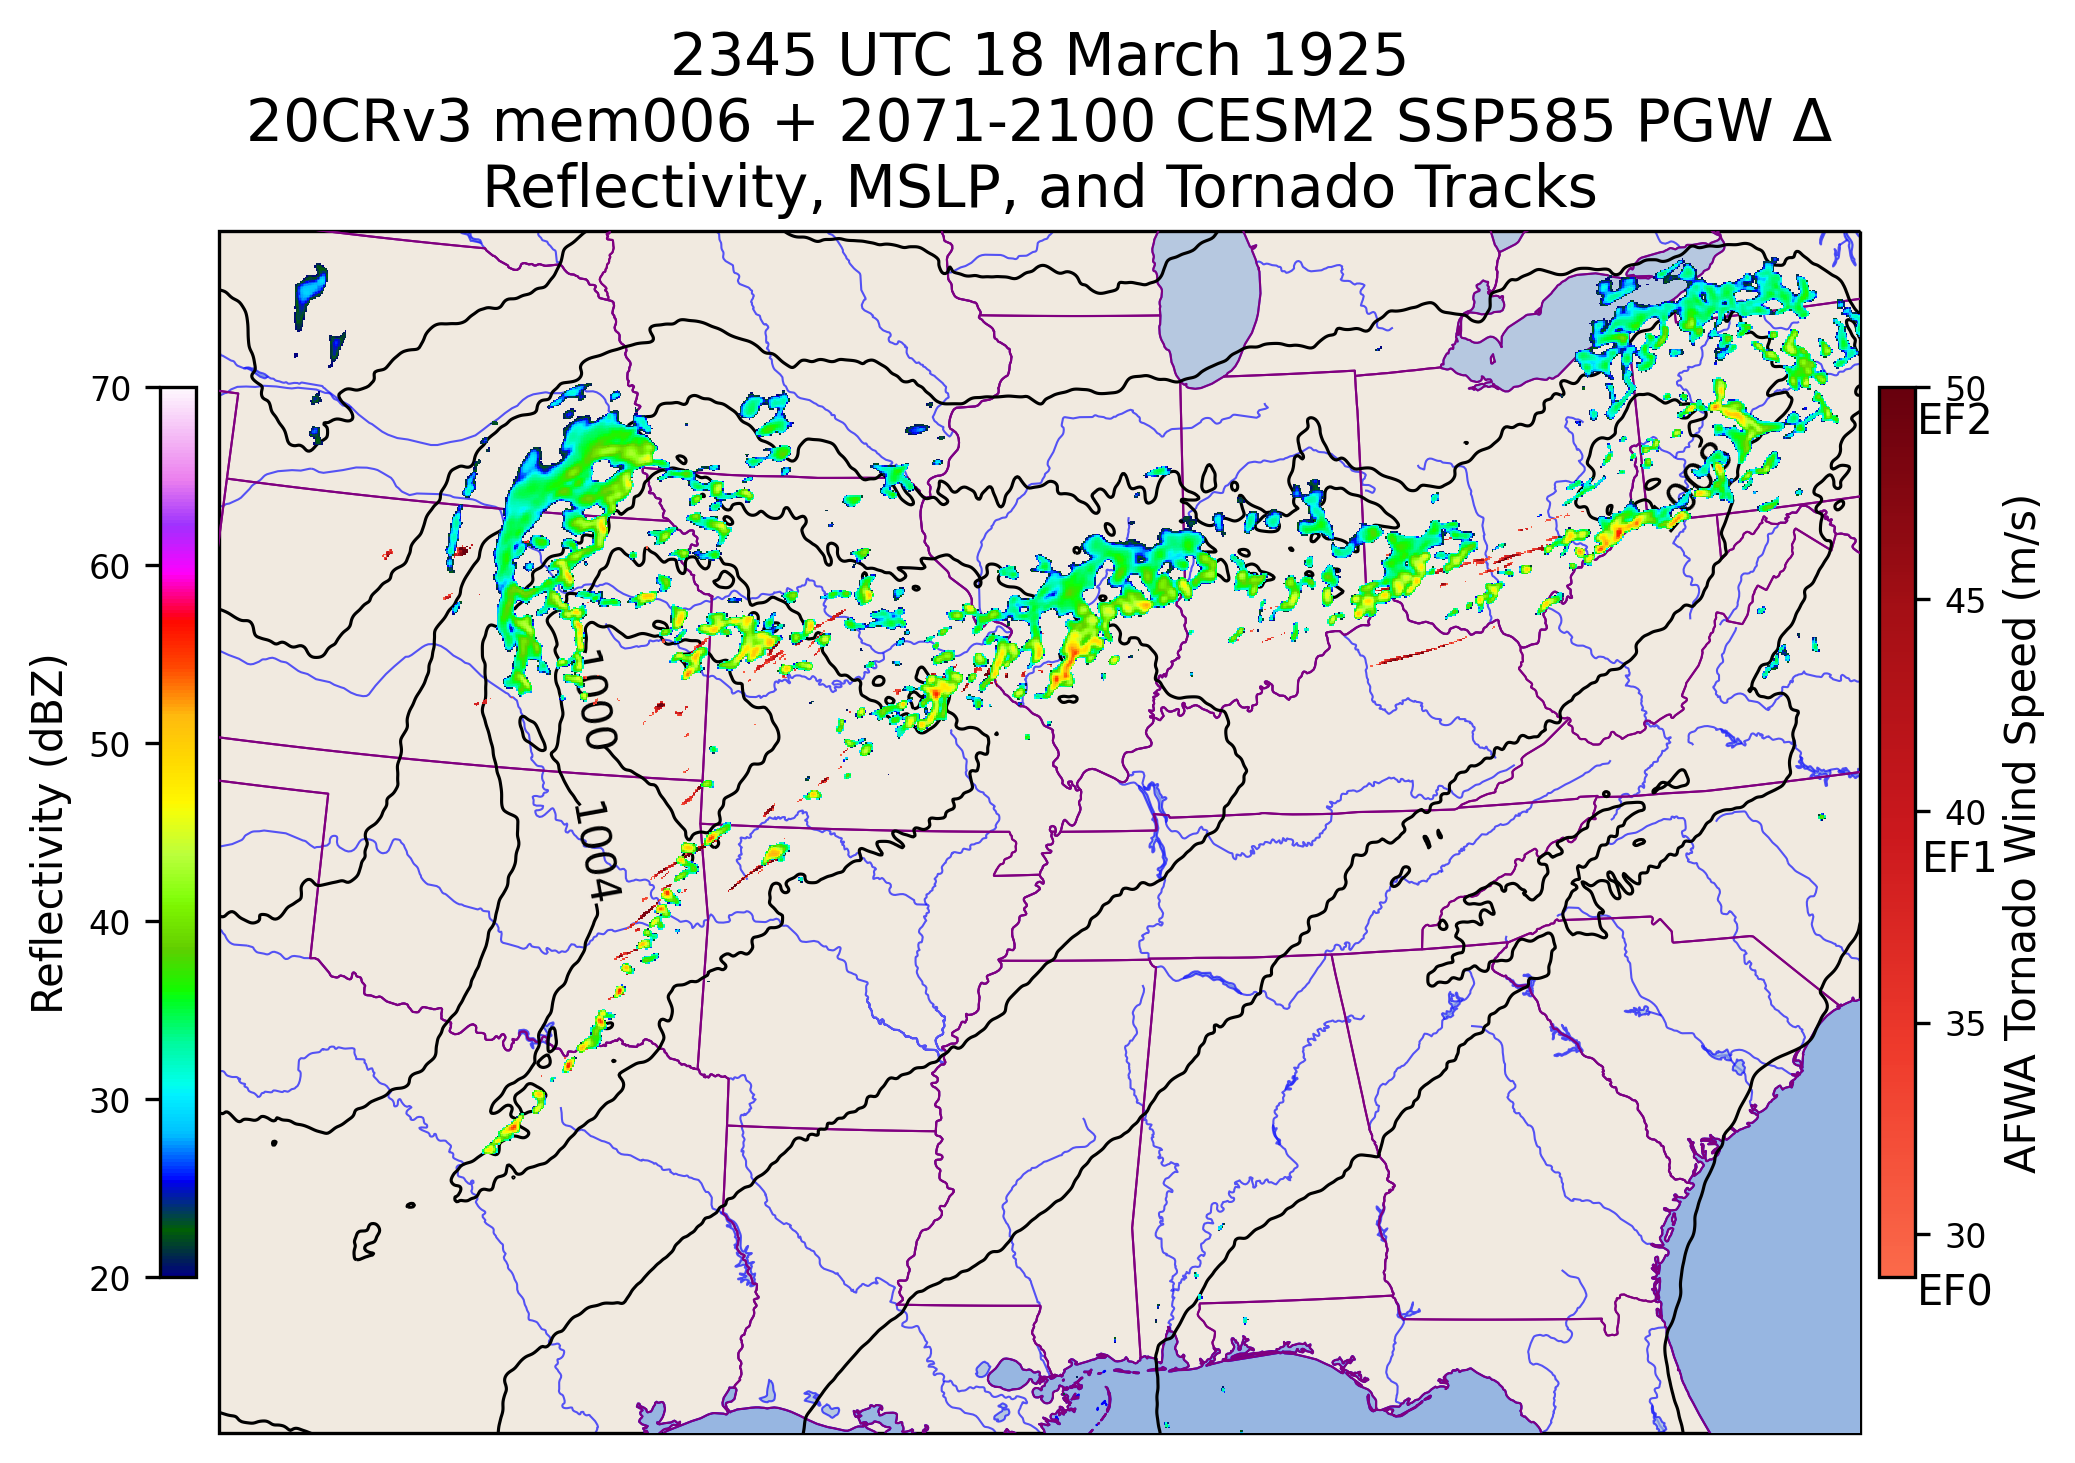 2345 UTC 18 March 1925
20CRv3 mem006 + 2071-2100 CESM2 SSP585 PGW Δ
Reflectivity, MSLP, and Tornado Tracks
70
60
50
40
30
20
Reflectivity (dBZ)
1000
1004
50
EF2
45
40
EF1
35
30
EF0
AFWA Tornado Wind Speed (m/s)